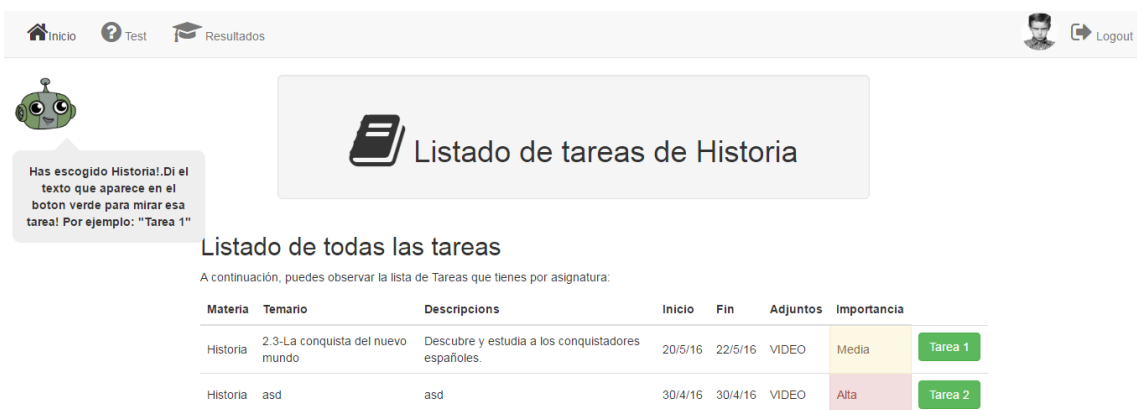 Inicio Test Resultados Logout
Listado de tareas de Historia
Has escogido Historia!.Di el
texto que aparece en el
boton verde para mirar esa
tarea! Por ejemplo: "Tarea 1"
Listado de todas las tareas
A continuación, puedes observar la lista de Tareas que tienes por asignatura:
Materia Temario Descripcions Inicio Fin Adjuntos Importancia
Historia 2.3-La conquista del nuevo mundo Descubre y estudia a los conquistadores españoles. 20/5/16 22/5/16 VIDEO Media Tarea 1
Historia asd asd 30/4/16 30/4/16 VIDEO Alta Tarea 2